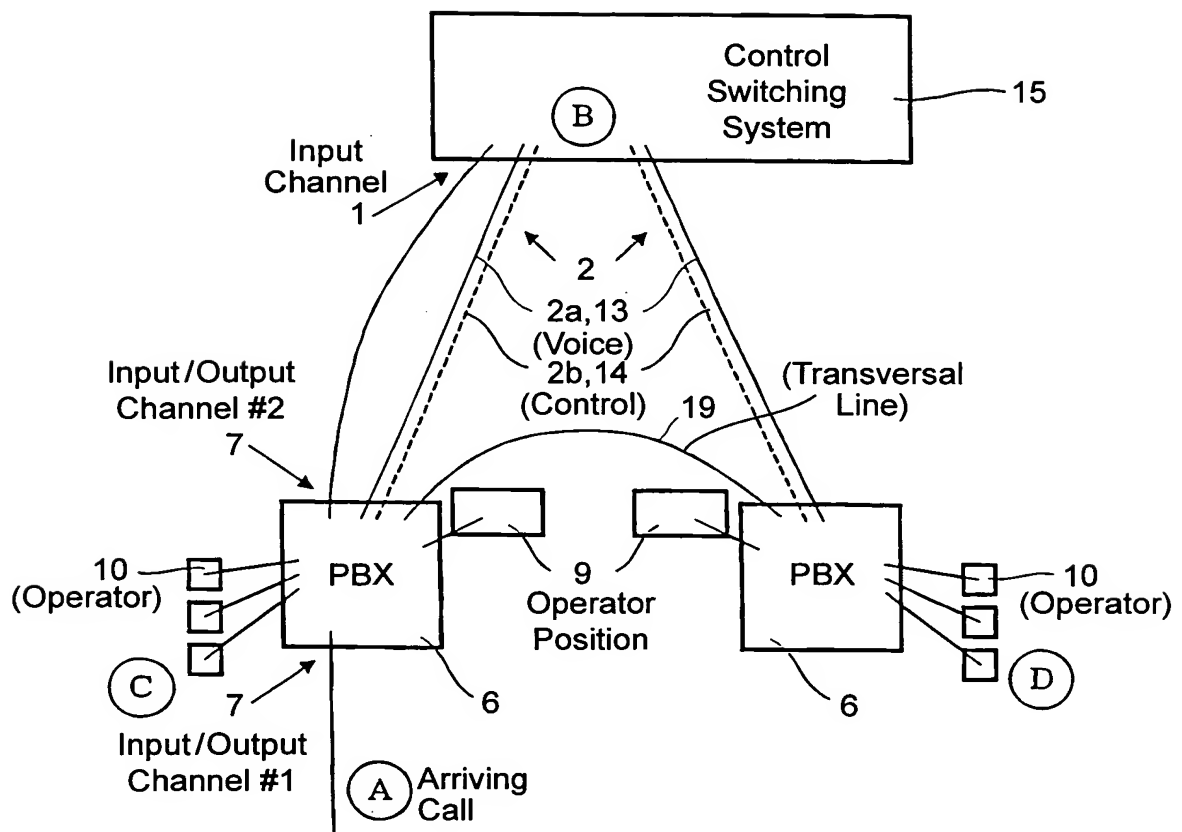 Control
Switching
System
15
B
Input
Channel
1
2
2a,13
(Voice)
2b,14
(Control)
Input/Output
Channel #2
7
(Transversal
Line)
19
10
(Operator)
PBX
9
Operator
Position
PBX
10
(Operator)
C
7
6
6
D
Input/Output
Channel #1
A
Arriving
Call